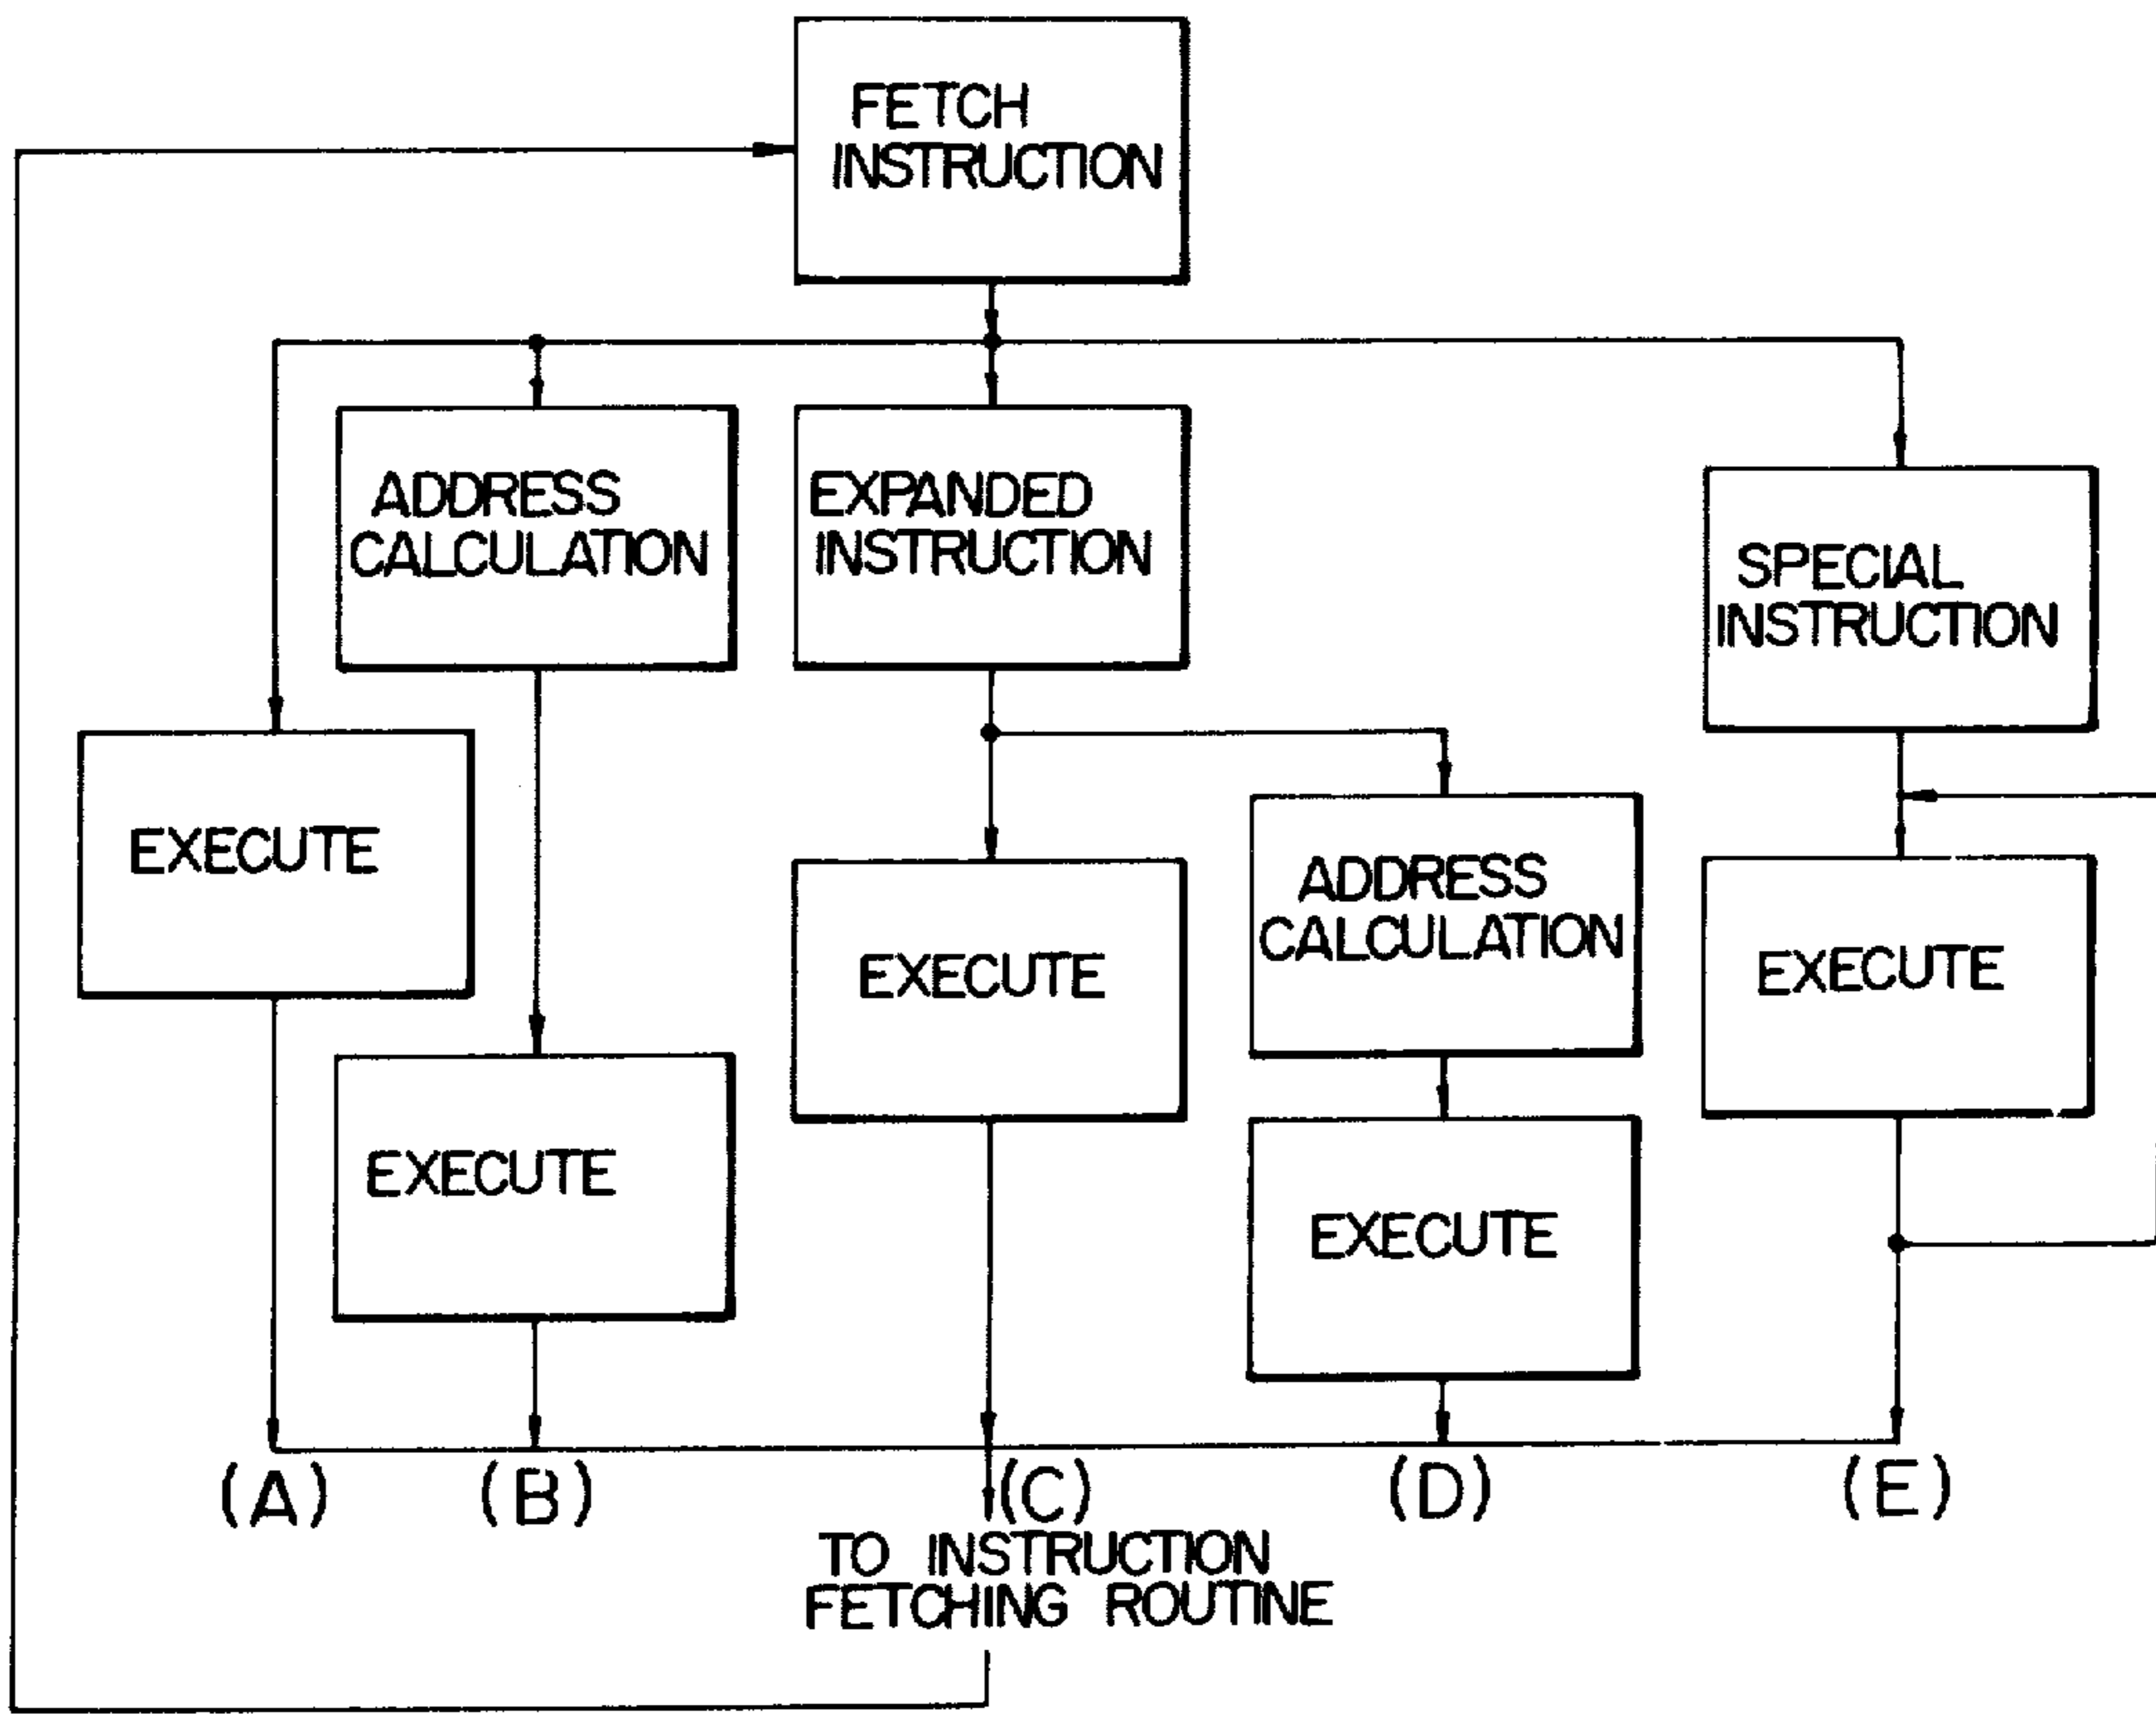 FETCH
INSTRUCTION
ADDRESS
CALCULATION
EXPANDED
INSTRUCTION
SPECIAL
INSTRUCTION
EXECUTE
EXECUTE
ADDRESS
CALCULATION
EXECUTE
EXECUTE
EXECUTE
(A)
(B)
(C)
(D)
(E)
TO INSTRUCTION
FETCHING ROUTINE